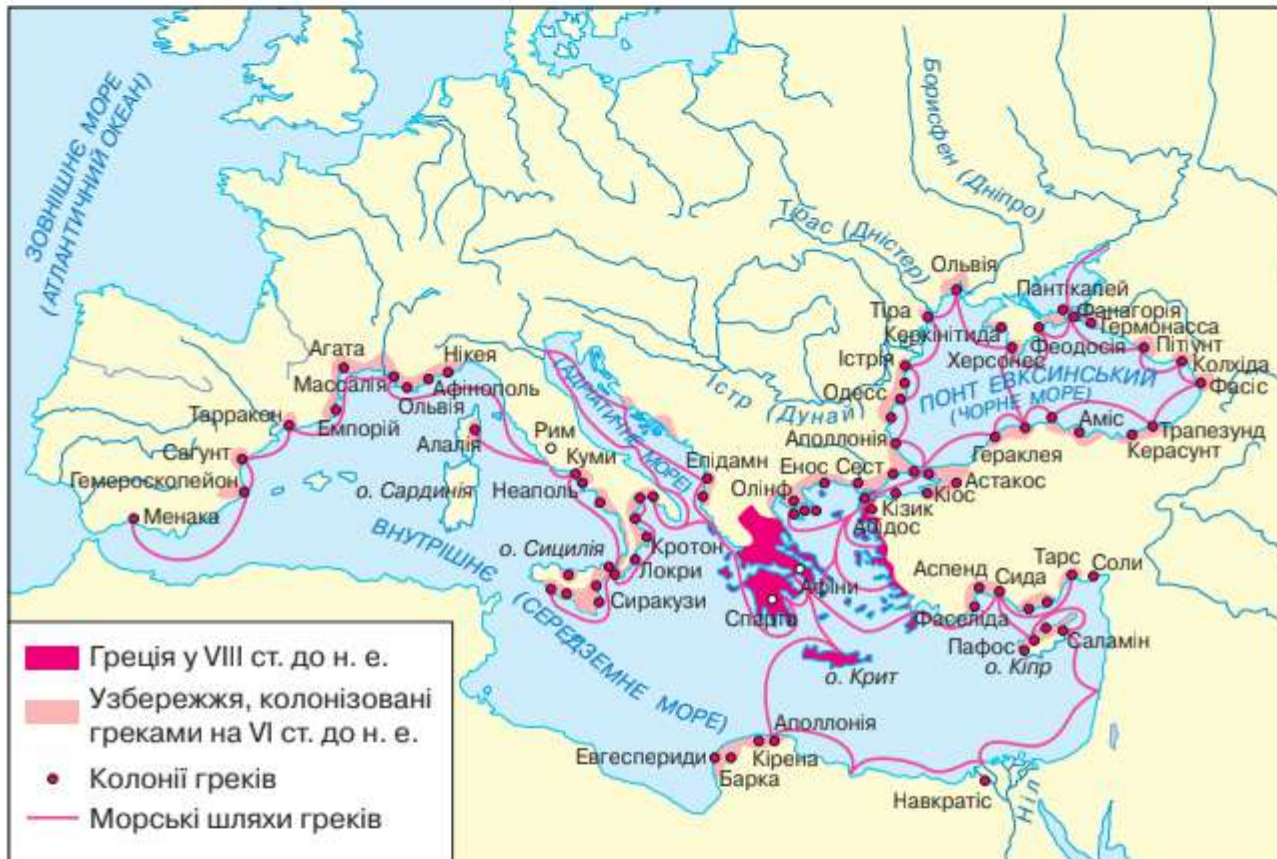 ЗОВНІШНЄ МОРЕ
(АТЛАНТИЧНИЙ ОКЕАН)
Борисфен (Дніпро)
Тірас (Дністер)
Ольвія
Пантікапей
Тіра
Фанагорія
Керкінітида
Гермонасса
Істрія
Херсонес
Феодосія
Пітіунт
Колхіда
Фасіс
Одесс
ПОНТ ЕВКСИНСЬКИЙ
(ЧОРНЕ МОРЕ)
Істр (Дунай)
Аполлонія
Гераклея
Аміс
Трапезунд
Керасунт
Агата
Нікея
Массалія
Афінополь
Ольвія
Тарракон
Емпорій
Алалія
Рим
АДРІАТИЧНЕ МОРЕ)
Сагунт
Куми
Епідамн
Енос
Сест
Астакос
Гемероскопейон
о. Сардинія
Неаполь
Олінф
Кіос
Кізик
Абідос
Менака
ВНУТРІШНЄ
(СЕРЕДЗЕМНЕ МОРЕ)
о. Сицилія
Кротон
Локри
Сиракузи
Афіни
Спарта
Аспенд
Сида
Тарс
Соли
Фаселіда
Пафос
Саламін
о. Кіпр
о. Крит
Аполлонія
Евгеспериди
Кірена
Барка
Навкратіс
Ніл
Греція у VIII ст. до н. е.
Узбережжя, колонізовані
греками на VI ст. до н. е.
Колонії греків
Морські шляхи греків